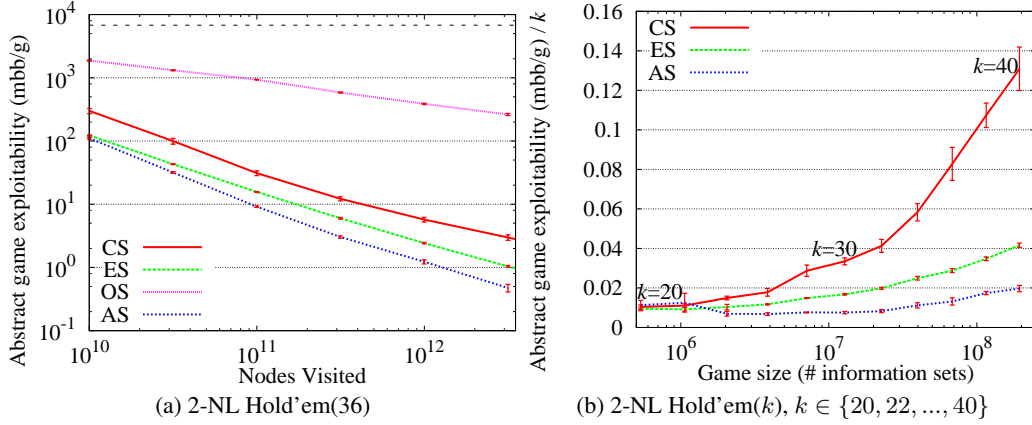 Abstract game exploitability (mbb/g)
10^4
10^3
10^2
10^1
10^0
10^-1
CS
ES
OS
AS
10^10
10^11
10^12
Nodes Visited
(a) 2-NL Hold'em(36)
Abstract game exploitability (mbb/g) / k
0.16
0.14
0.12
0.1
0.08
0.06
0.04
0.02
0
CS
ES
AS
k=40
k=30
k=20
10^6
10^7
10^8
Game size (# information sets)
(b) 2-NL Hold'em(k), k ∈ {20, 22, ..., 40}